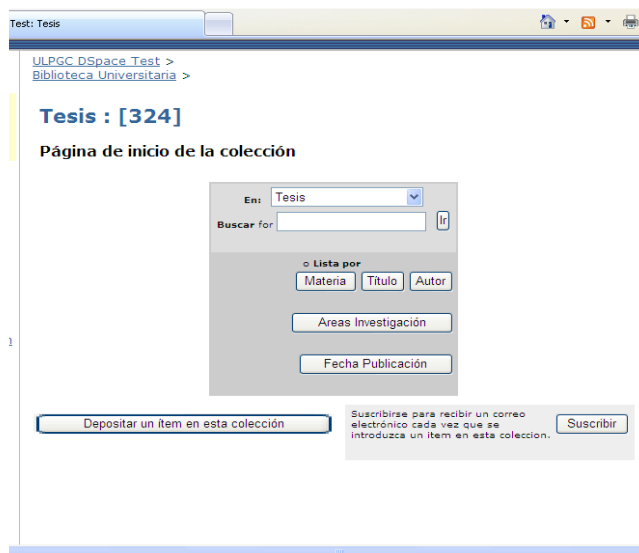 Test: Tesis
ULPGC DSpace Test >
Biblioteca Universitaria >
Tesis : [324]
Página de inicio de la colección
En: Tesis
Buscar for Ir
o Lista por
Materia Título Autor
Areas Investigación
Fecha Publicación
Depositar un ítem en esta colección
Suscribirse para recibir un correo
electrónico cada vez que se
introduzca un item en esta coleccion.
Suscribir